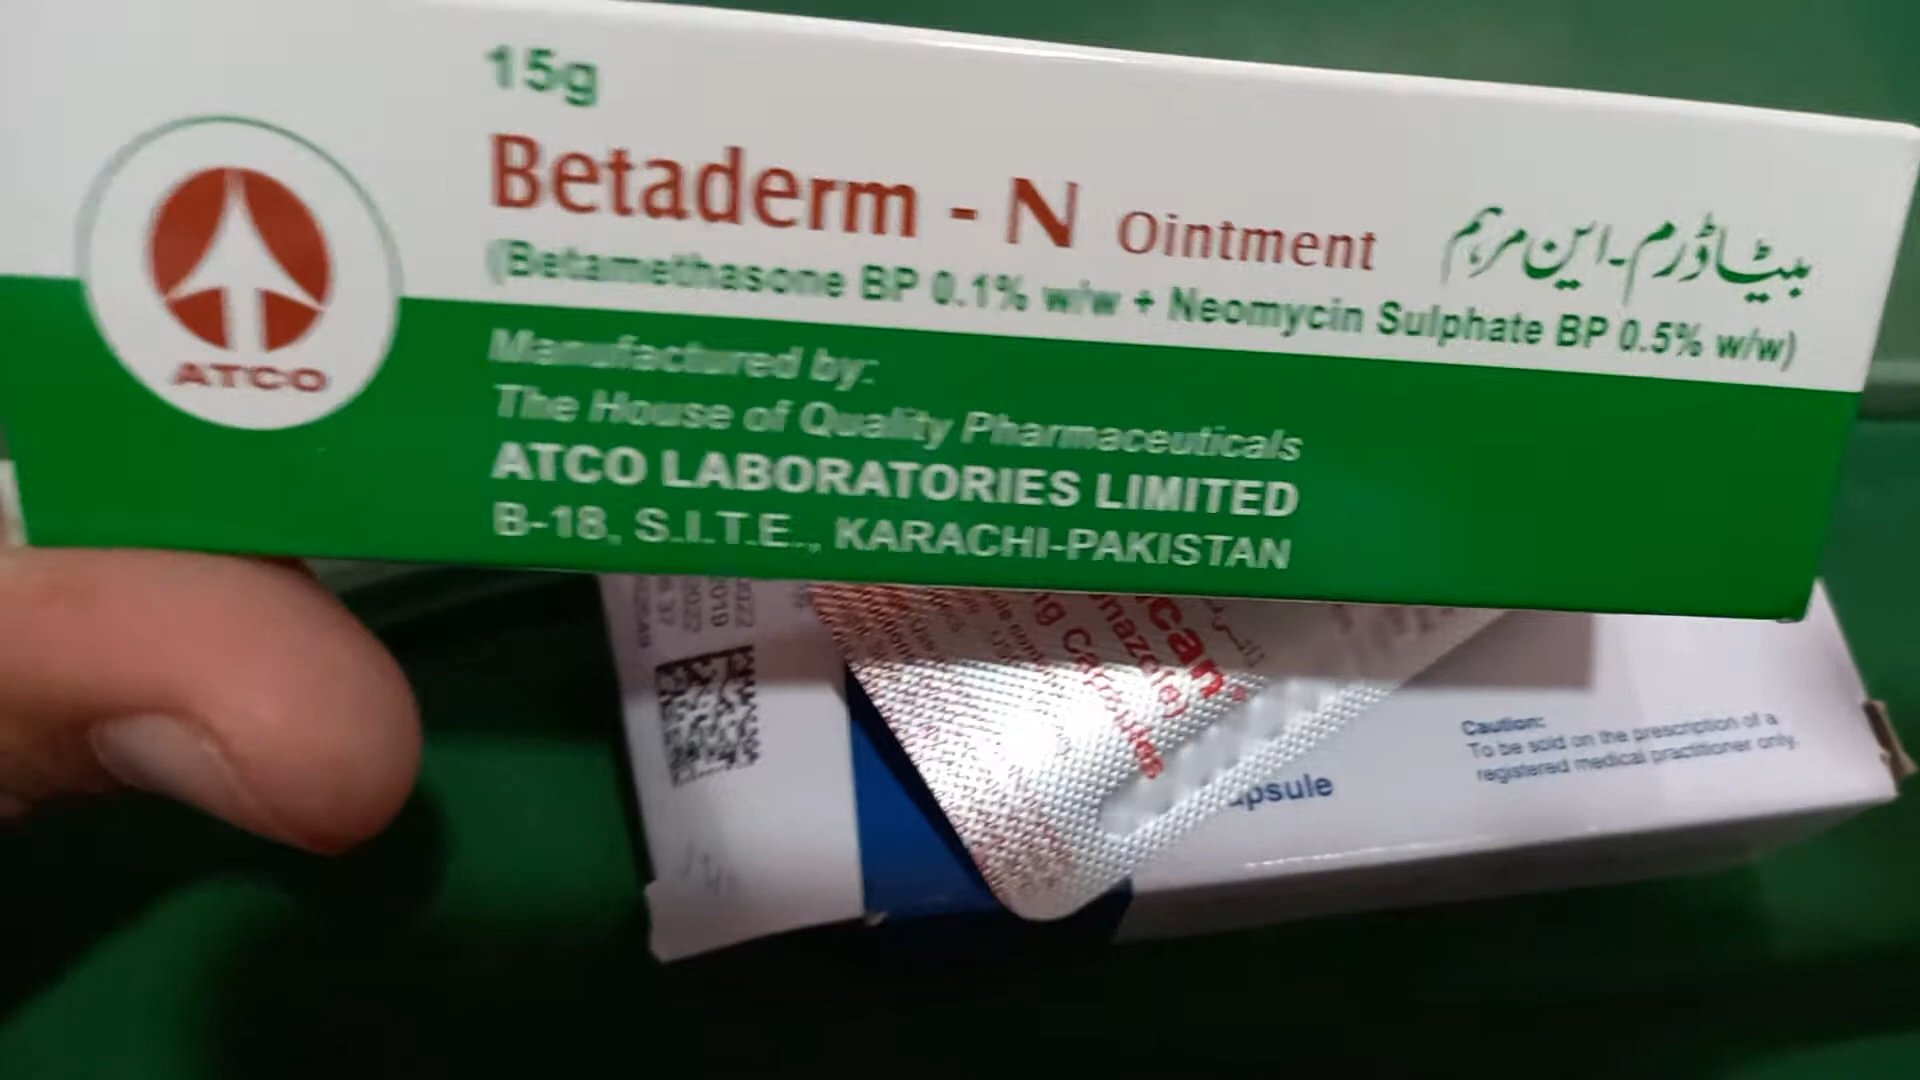 15g
Betaderm - N Ointment بیٹاڈرم-این مرہم
(Betamethasone BP 0.1% w/w + Neomycin Sulphate BP 0.5% w/w)
ATCO
Manufactured by:
The House of Quality Pharmaceuticals
ATCO LABORATORIES LIMITED
B-18, S.I.T.E., KARACHI-PAKISTAN
Caution:
To be sold on the prescription of a
registered medical practitioner only.